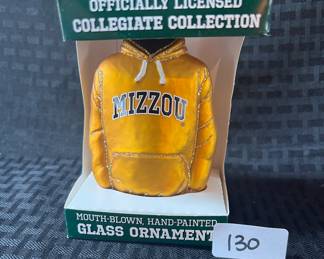 OFFICIALLY LICENSED
COLLEGIATE COLLECTION
MIZZOU
MOUTH-BLOWN, HAND-PAINTED
GLASS ORNAMENT
130